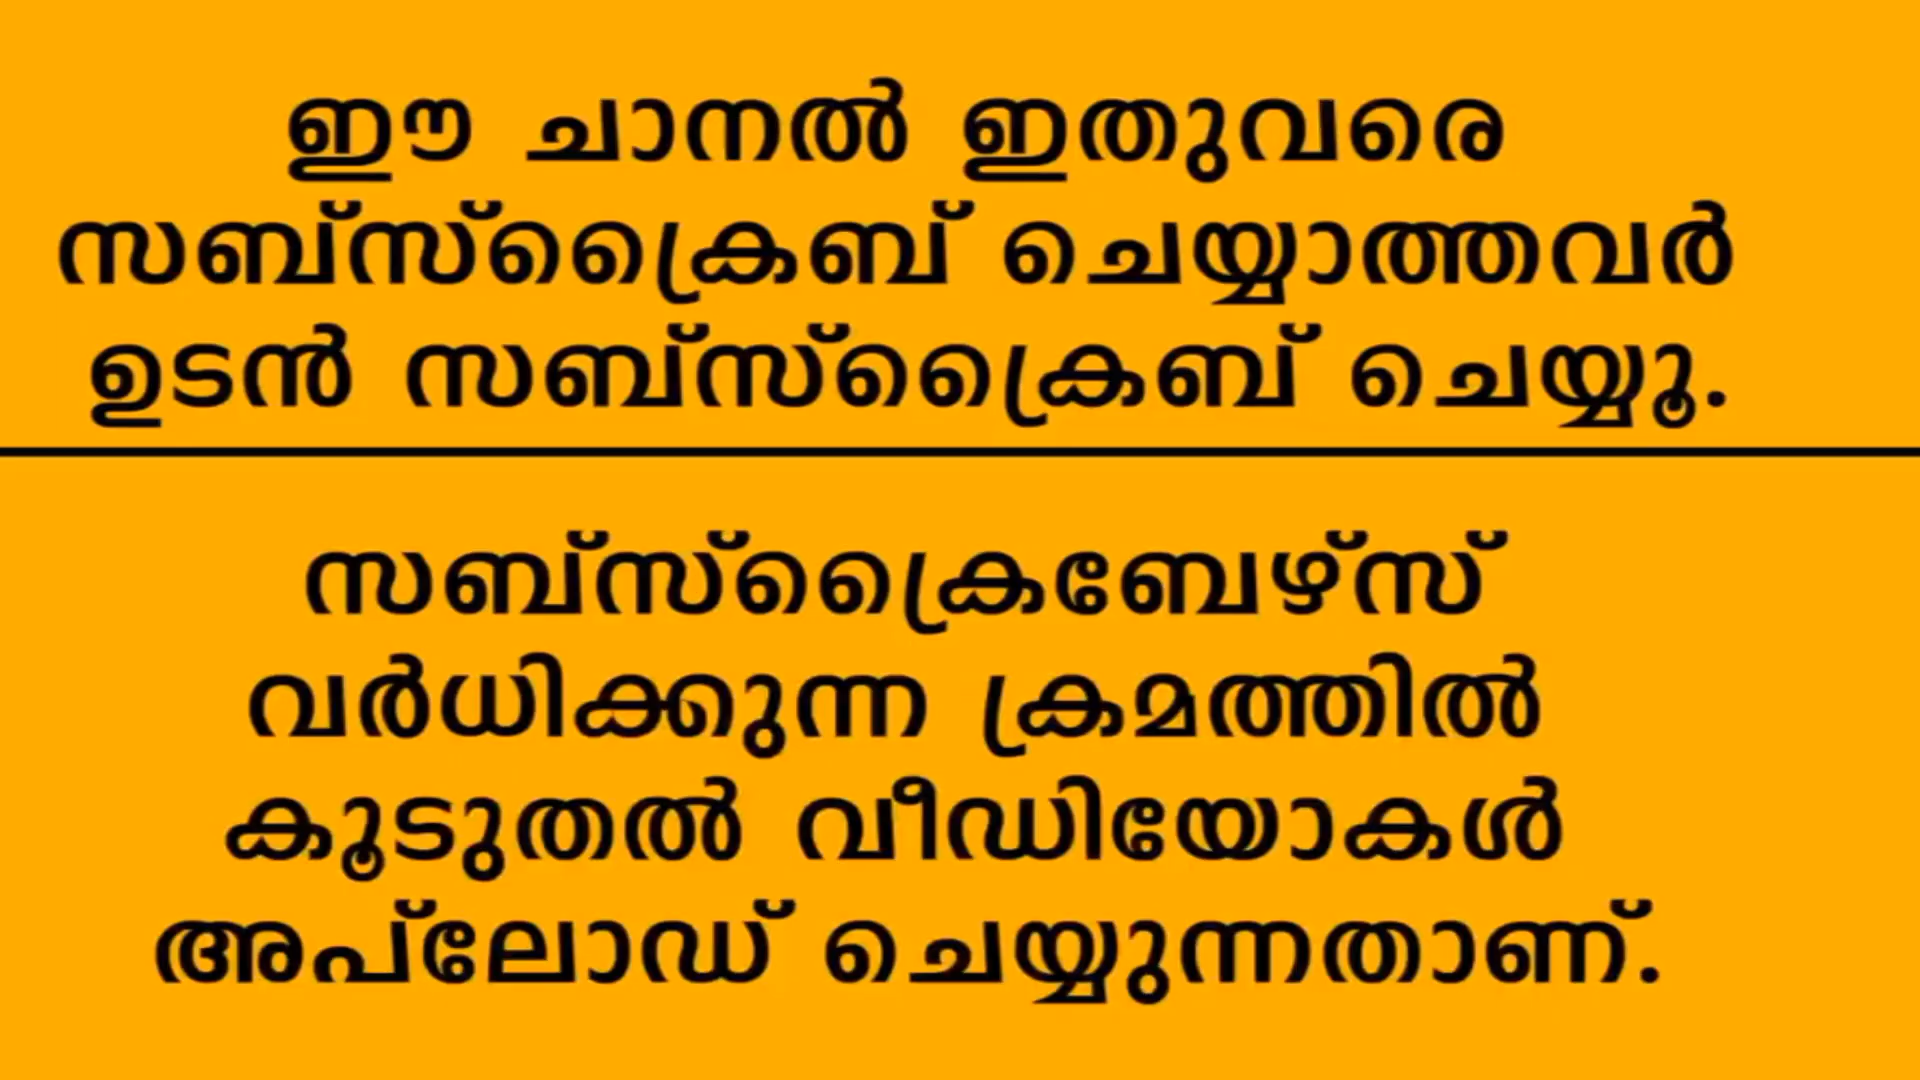 ഈ ചാനൽ ഇതുവരെ
സബ്സ്ക്രൈബ് ചെയ്യാത്തവർ
ഉടൻ സബ്സ്ക്രൈബ് ചെയ്യൂ.
സബ്സ്ക്രൈബേഴ്സ്
വർധിക്കുന്ന ക്രമത്തിൽ
കൂടുതൽ വീഡിയോകൾ
അപ്‌ലോഡ് ചെയ്യുന്നതാണ്.